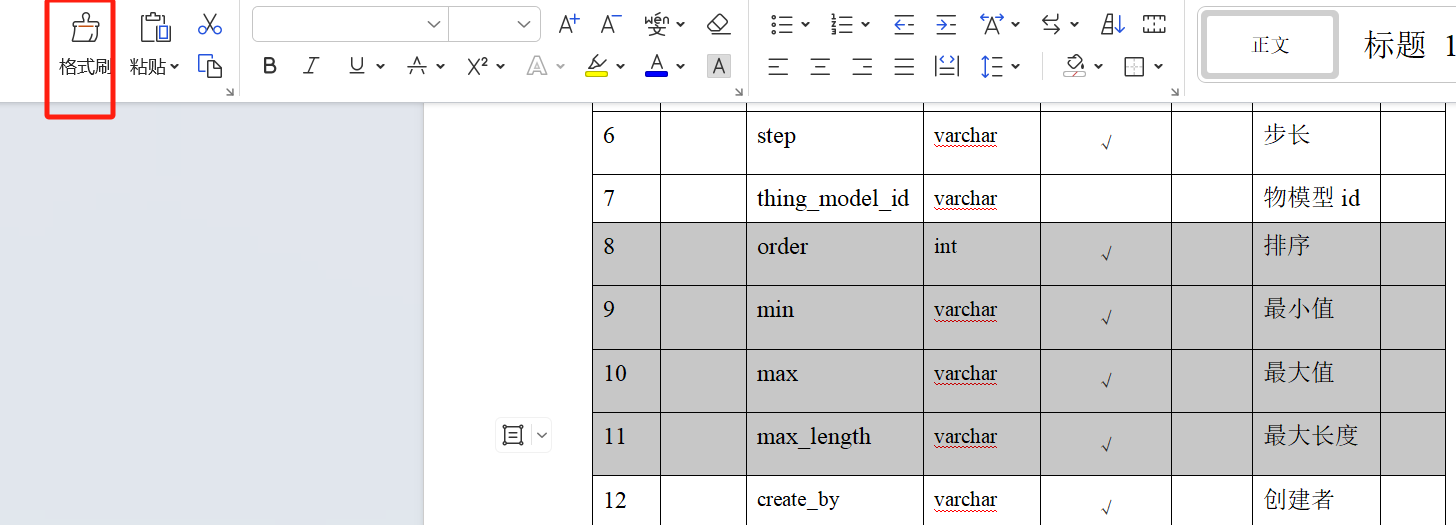 A+ A- wén
格式刷 粘贴 B I U A X² A A A
正文 标题 1
6 step varchar √ 步长
7 thing_model_id varchar 物模型 id
8 order int √ 排序
9 min varchar √ 最小值
10 max varchar √ 最大值
11 max_length varchar √ 最大长度
12 create_by varchar √ 创建者